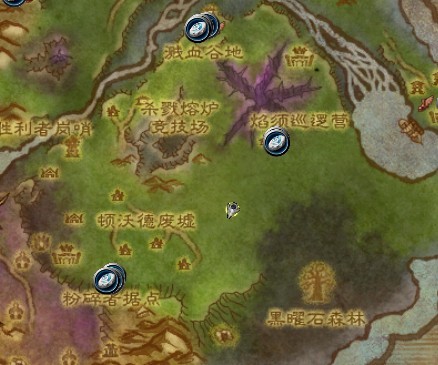 溅血谷地
杀戮熔炉
竞技场
焰须巡逻营
胜利者岗哨
顿沃德废墟
粉碎者据点
黑曜石森林